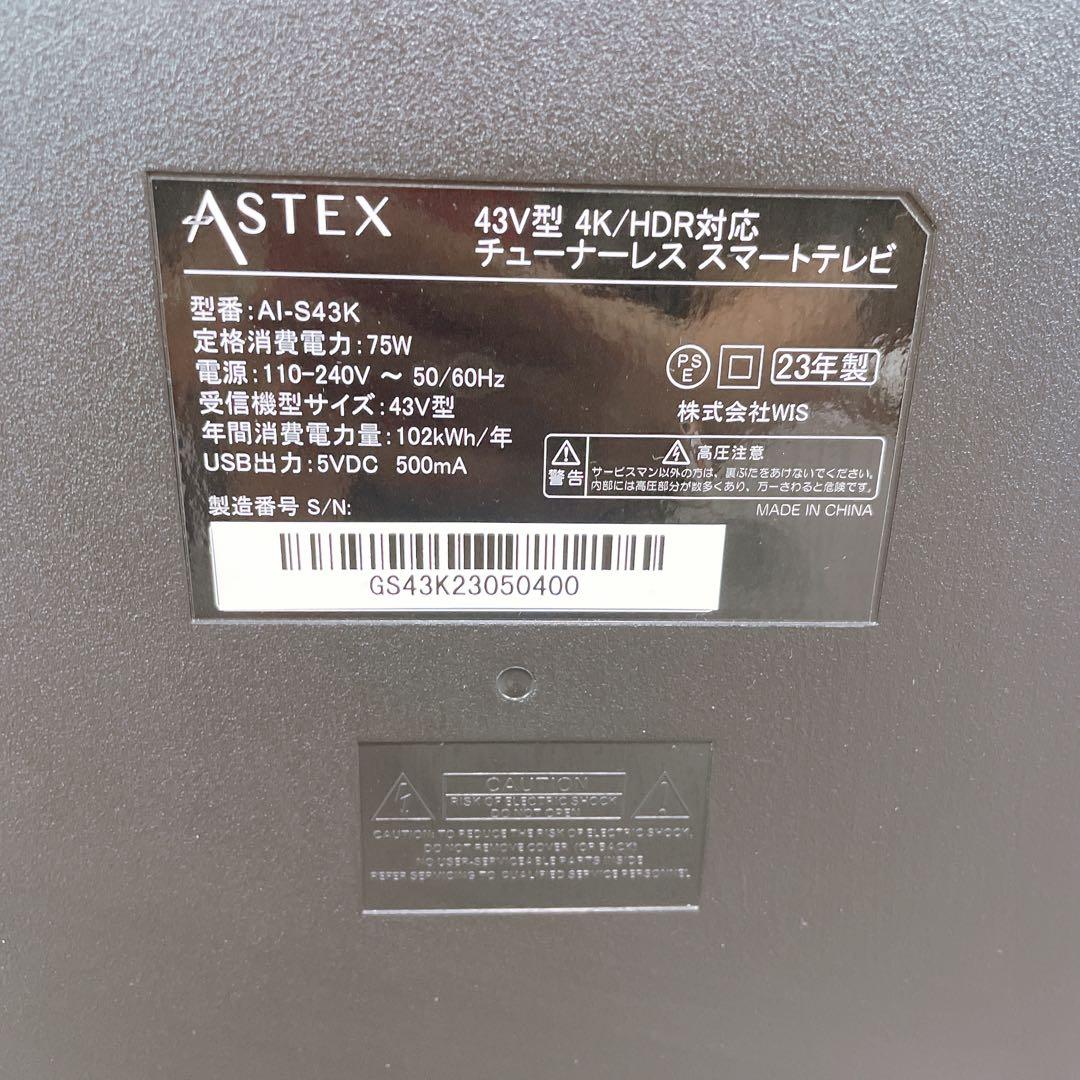 ASTEX
43V型 4K/HDR対応
チューナーレス スマートテレビ
型番:AI-S43K
定格消費電力:75W
電源:110-240V ~ 50/60Hz
受信機型サイズ:43V型
年間消費電力量:102kWh/年
USB出力:5VDC 500mA
PSE
23年製
株式会社WIS
警告
高圧注意
サービスマン以外の方は、裏ぶたをあけないでください。
内部には高圧部分が数多くあり、万一さわると危険です。
MADE IN CHINA
製造番号 S/N:
GS43K23050400
CAUTION
RISK OF ELECTRIC SHOCK
DO NOT OPEN
CAUTION: TO REDUCE THE RISK OF ELECTRIC SHOCK,
DO NOT REMOVE COVER (OR BACK)
NO USER-SERVICEABLE PARTS INSIDE
REFER SERVICING TO QUALIFIED SERVICE PERSONNEL